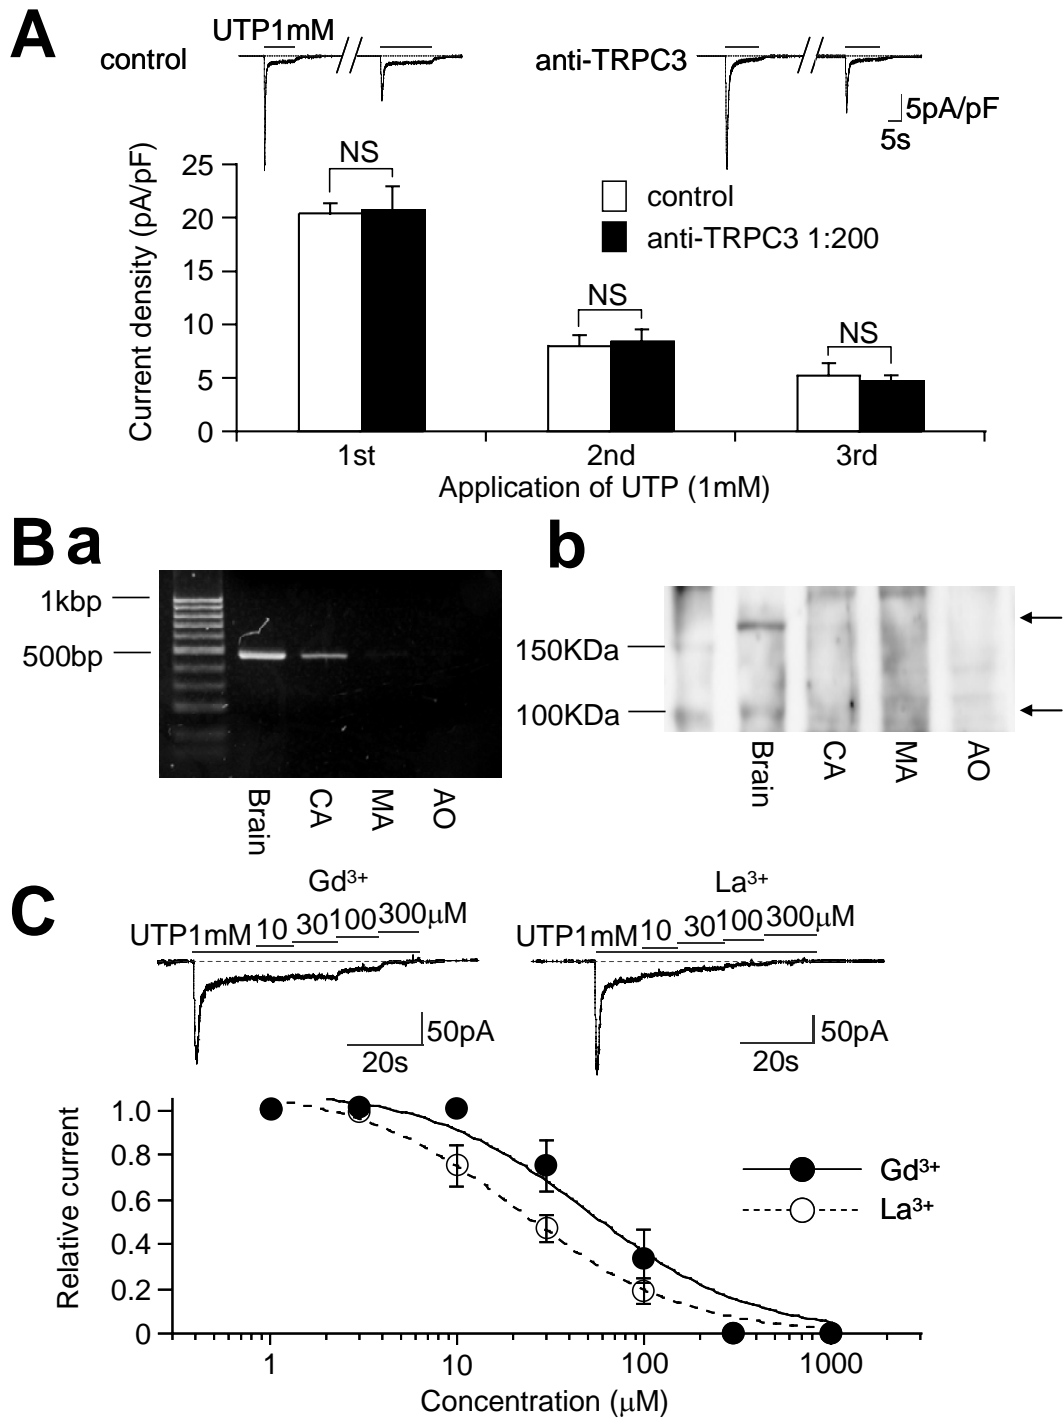 A
UTP1mM
control
anti-TRPC3
5pA/pF
5s
25
20
15
10
5
0
Current density (pA/pF)
NS
NS
NS
control
anti-TRPC3 1:200
1st 2nd 3rd
Application of UTP (1mM)
B a
1kbp
500bp
Brain CA MA AO
b
150KDa
100KDa
Brain CA MA AO
C
Gd³⁺
UTP1mM 10 30 100 300μM
50pA
20s
La³⁺
UTP1mM 10 30 100 300μM
50pA
20s
Relative current
1.0
0.8
0.6
0.4
0.2
0
Gd³⁺
La³⁺
1 10 100 1000
Concentration (μM)